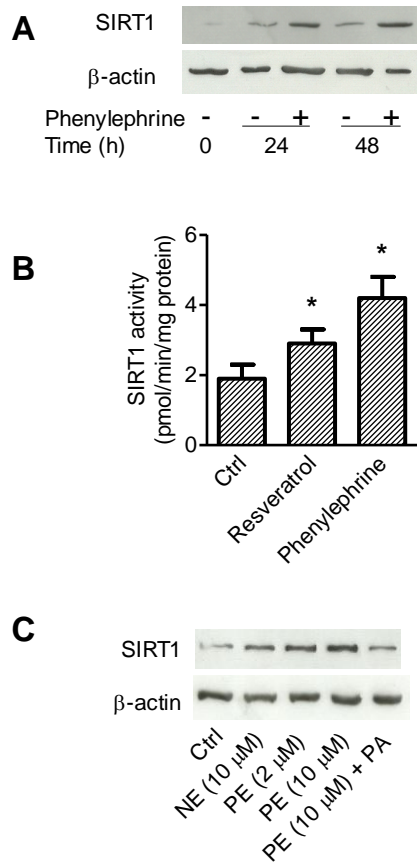 A
SIRT1
β-actin
Phenylephrine - - + - +
Time (h) 0 24 48
B
SIRT1 activity
(pmol/min/mg protein)
6
4
2
0
*
*
Ctrl
Resveratrol
Phenylephrine
C
SIRT1
β-actin
Ctrl
NE (10 μM)
PE (2 μM)
PE (10 μM)
PE (10 μM) + PA